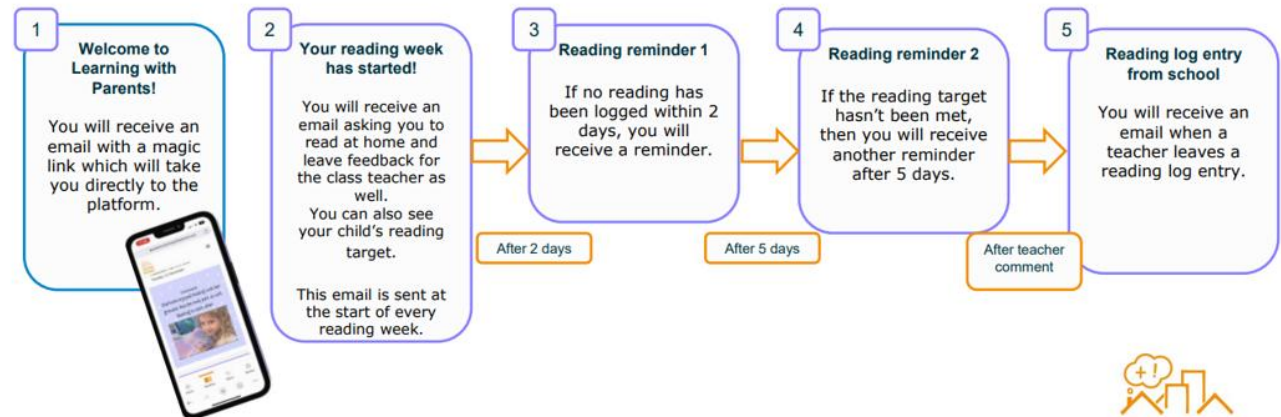 1
Welcome to
Learning with
Parents!
You will receive an
email with a magic
link which will take
you directly to the
platform.
2
Your reading week
has started!
You will receive an
email asking you to
read at home and
leave feedback for
the class teacher as
well.
You can also see
your child's reading
target.
This email is sent at
the start of every
reading week.
After 2 days
3
Reading reminder 1
If no reading has
been logged within 2
days, you will
receive a reminder.
After 5 days
4
Reading reminder 2
If the reading target
hasn't been met,
then you will receive
another reminder
after 5 days.
After teacher
comment
5
Reading log entry
from school
You will receive an
email when a
teacher leaves a
reading log entry.
+!